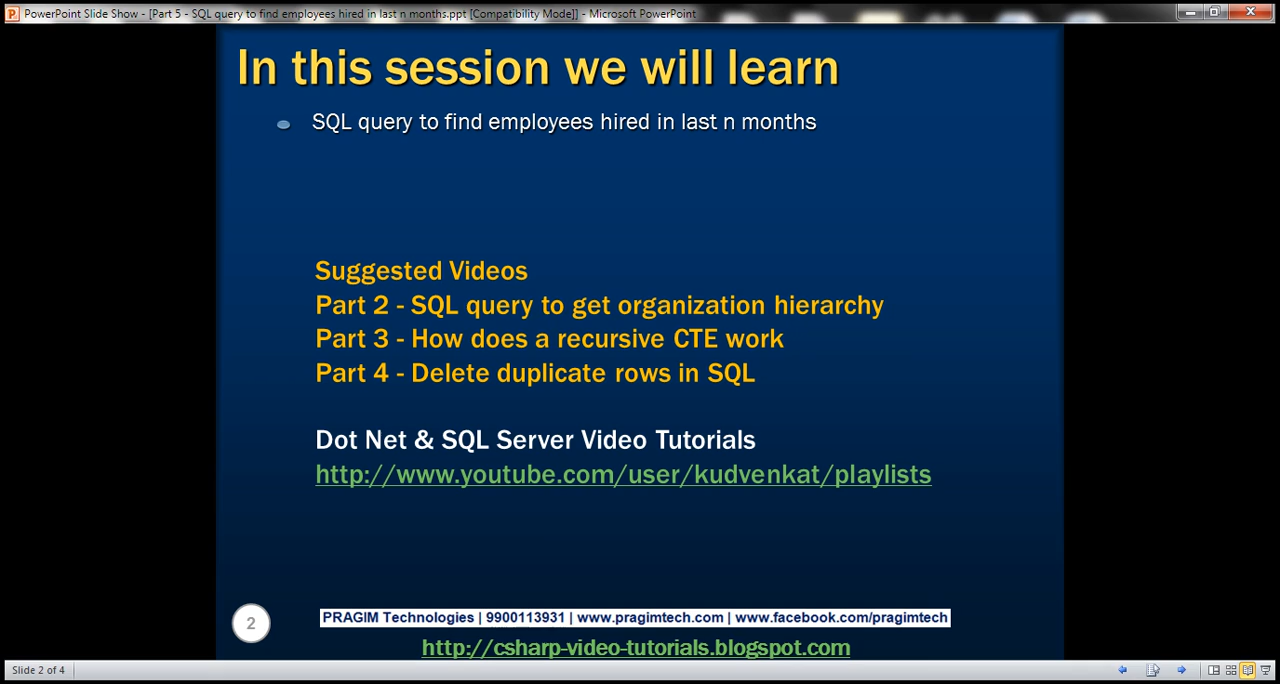 PowerPoint Slide Show - [Part 5 - SQL query to find employees hired in last n months.ppt [Compatibility Mode]] - Microsoft PowerPoint
In this session we will learn
SQL query to find employees hired in last n months
Suggested Videos
Part 2 - SQL query to get organization hierarchy
Part 3 - How does a recursive CTE work
Part 4 - Delete duplicate rows in SQL
Dot Net & SQL Server Video Tutorials
http://www.youtube.com/user/kudvenkat/playlists
2
PRAGIM Technologies | 9900113931 | www.pragimtech.com | www.facebook.com/pragimtech
http://csharp-video-tutorials.blogspot.com
Slide 2 of 4